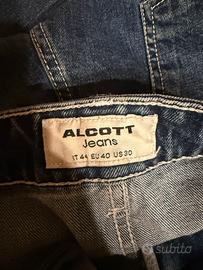 ALCOTT
Jeans
IT 44 EU 40 US 30
subito